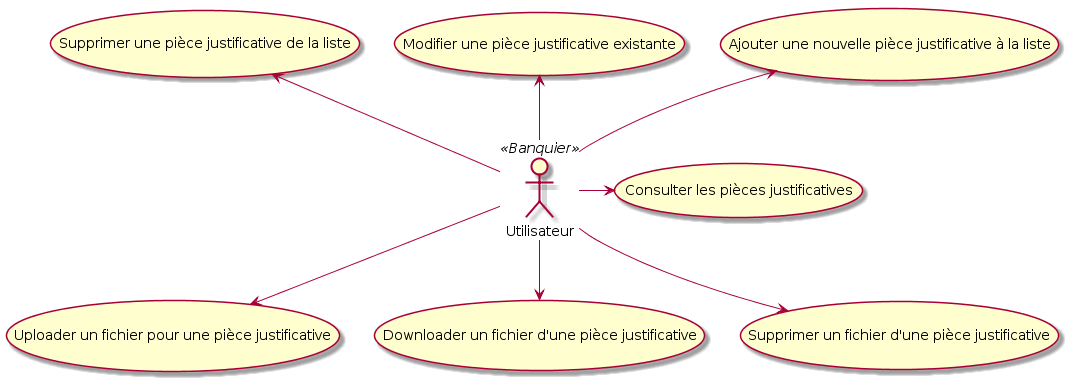 Supprimer une pièce justificative de la liste
Modifier une pièce justificative existante
Ajouter une nouvelle pièce justificative à la liste
«Banquier»
Consulter les pièces justificatives
Utilisateur
Uploader un fichier pour une pièce justificative
Downloader un fichier d'une pièce justificative
Supprimer un fichier d'une pièce justificative